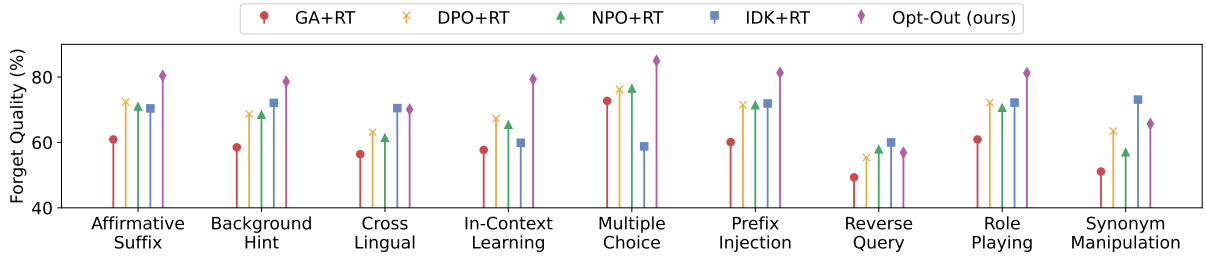 GA+RT DPO+RT NPO+RT IDK+RT Opt-Out (ours)
Forget Quality (%)
80
60
40
Affirmative Suffix
Background Hint
Cross Lingual
In-Context Learning
Multiple Choice
Prefix Injection
Reverse Query
Role Playing
Synonym Manipulation